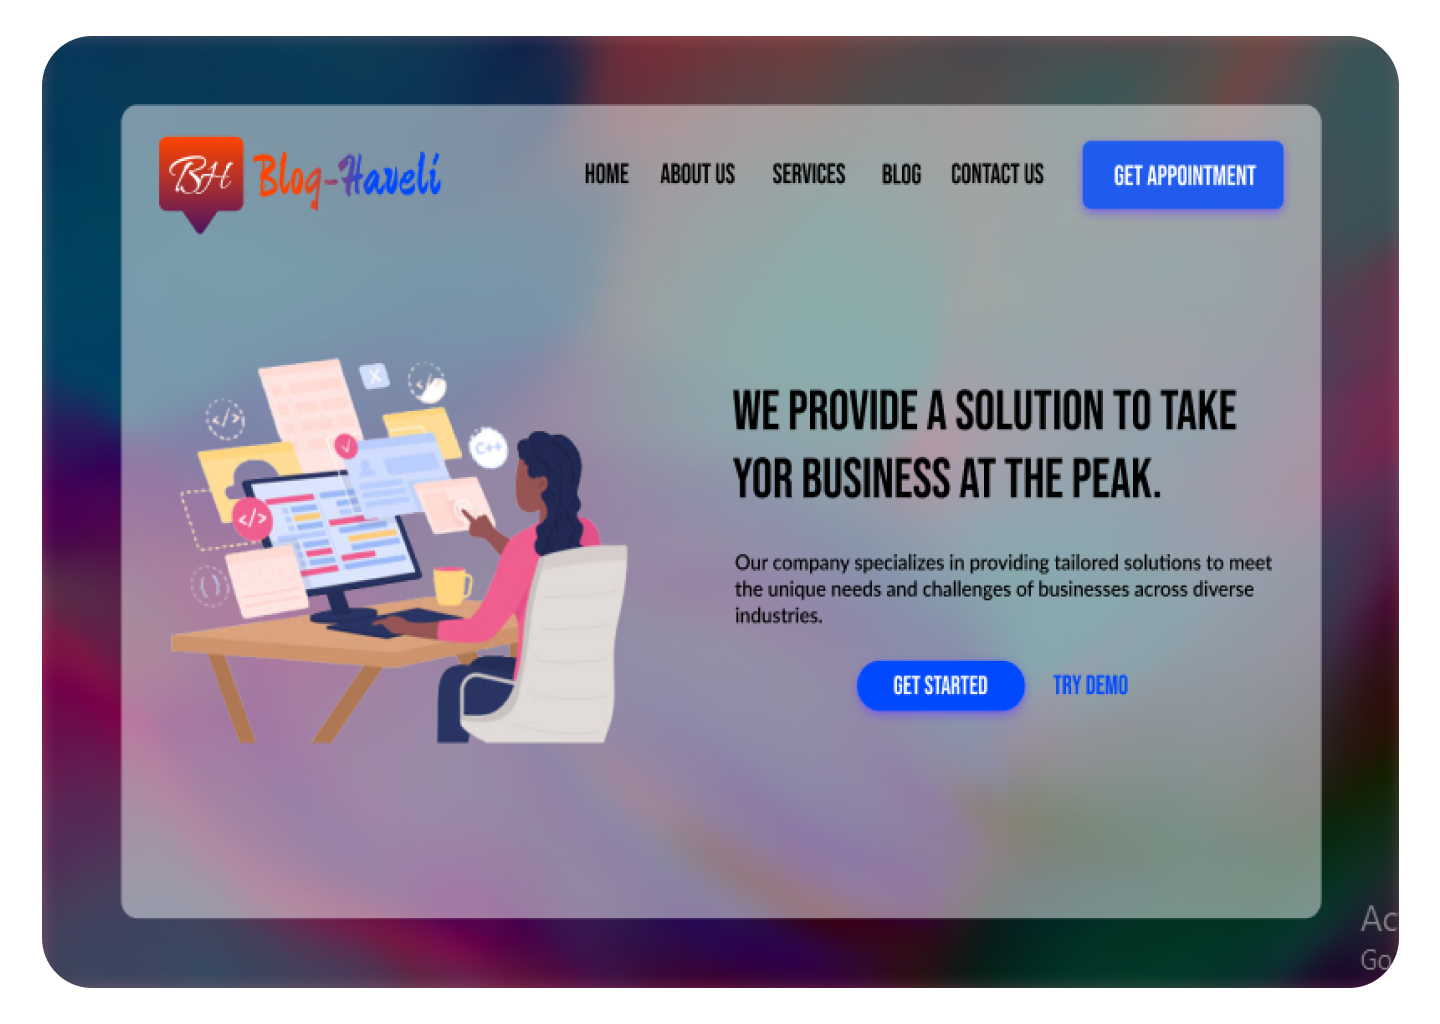 BH Blog-Haveli
HOME ABOUT US SERVICES BLOG CONTACT US GET APPOINTMENT
X
</>
</>
C++
</>
{}
WE PROVIDE A SOLUTION TO TAKE
YOR BUSINESS AT THE PEAK.
Our company specializes in providing tailored solutions to meet
the unique needs and challenges of businesses across diverse
industries.
GET STARTED TRY DEMO
Ac
Go